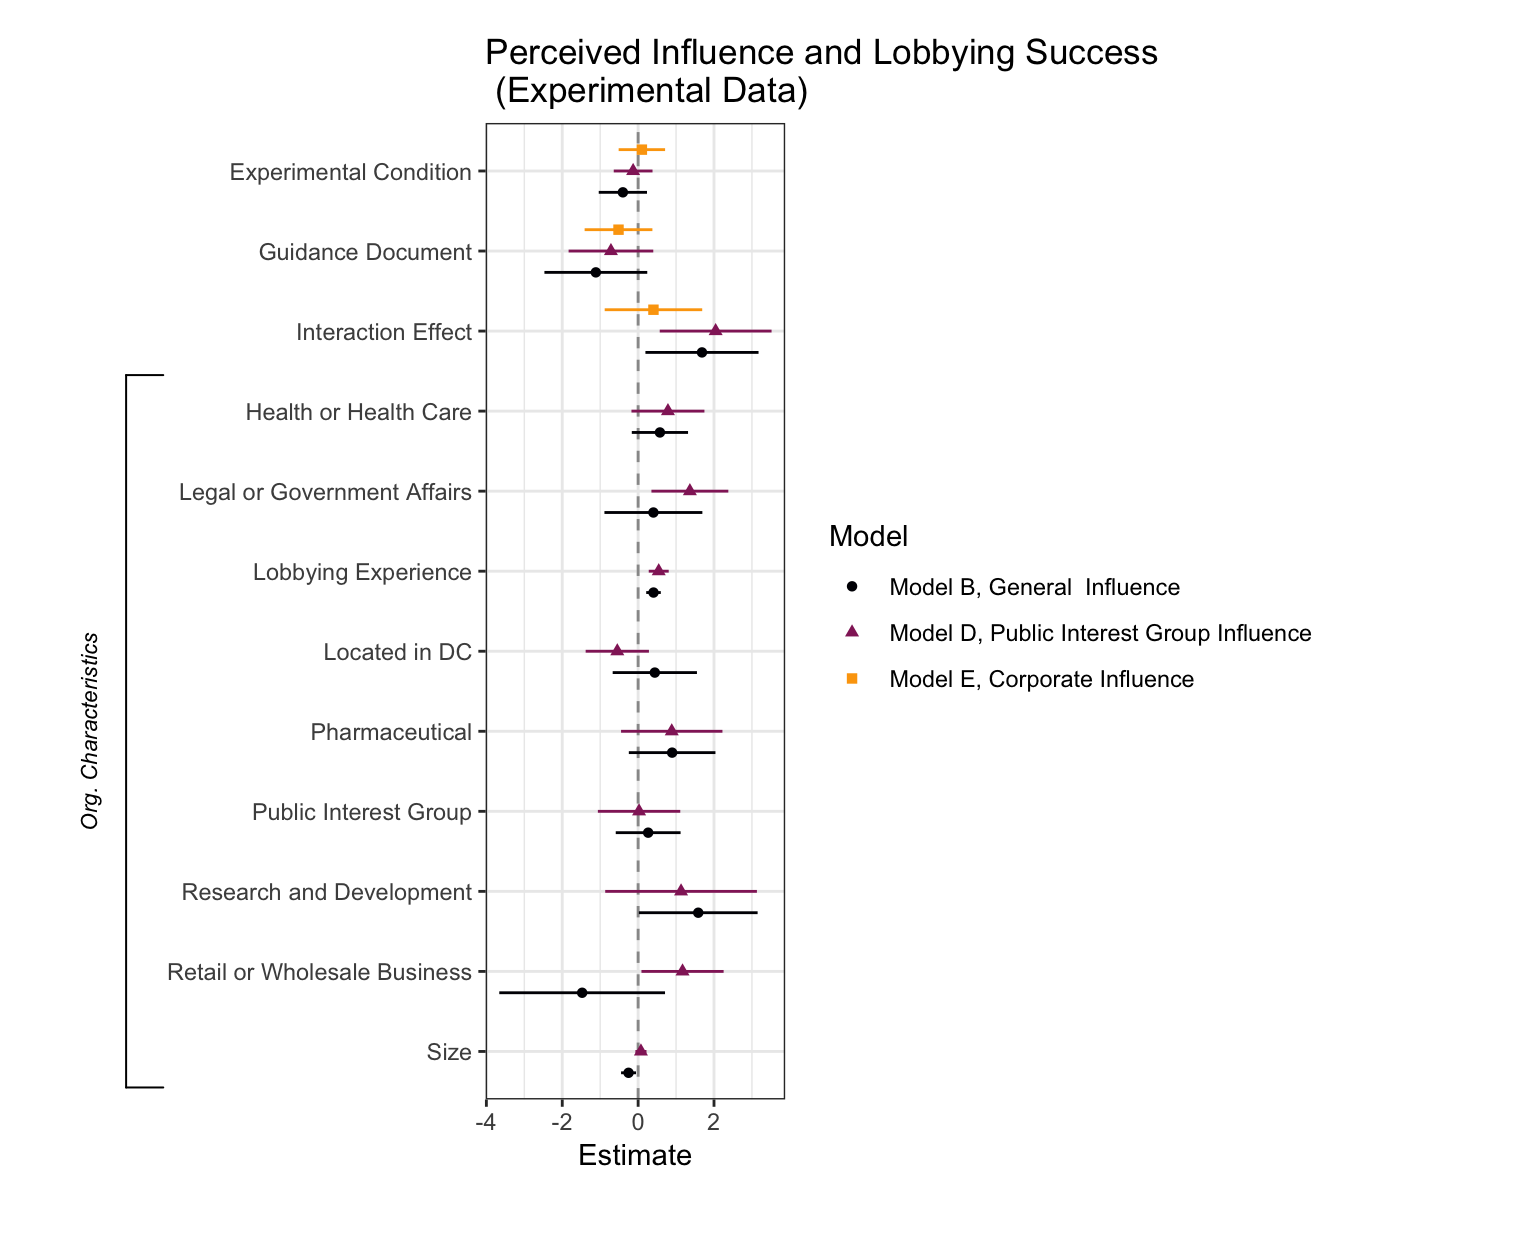 Perceived Influence and Lobbying Success
(Experimental Data)
Experimental Condition
Guidance Document
Interaction Effect
Health or Health Care
Legal or Government Affairs
Lobbying Experience
Located in DC
Pharmaceutical
Public Interest Group
Research and Development
Retail or Wholesale Business
Size
Org. Characteristics
-4 -2 0 2
Estimate
Model
Model B, General  Influence
Model D, Public Interest Group Influence
Model E, Corporate Influence